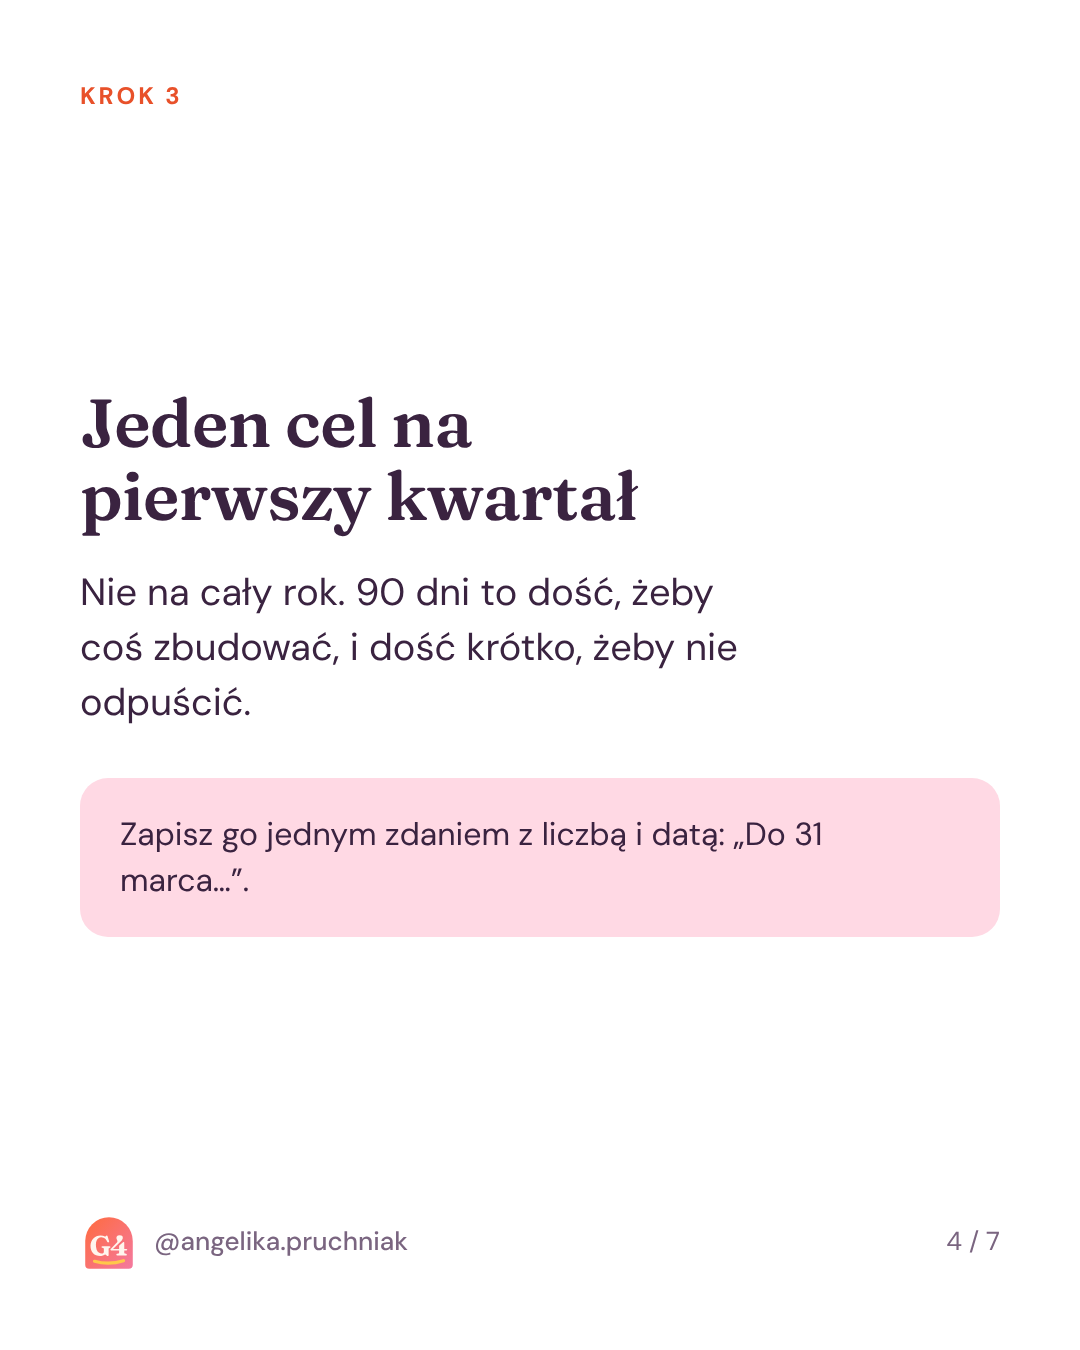 KROK 3
Jeden cel na
pierwszy kwartał
Nie na cały rok. 90 dni to dość, żeby
coś zbudować, i dość krótko, żeby nie
odpuścić.
Zapisz go jednym zdaniem z liczbą i datą: „Do 31
marca…”.
G4
@angelika.pruchniak
4 / 7